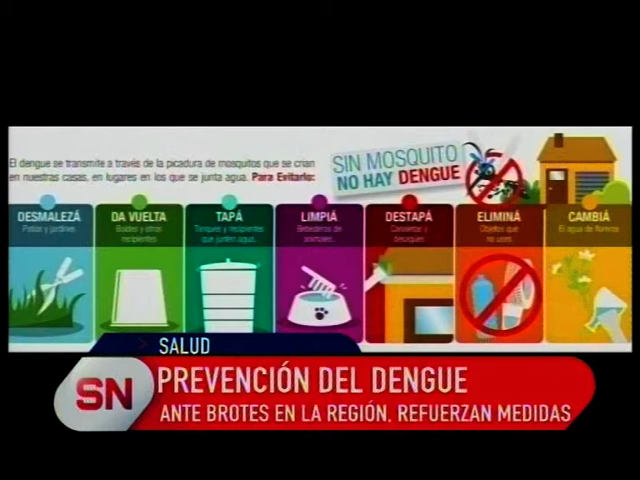 El dengue se transmite a través de la picadura de mosquitos que se crían
en nuestras casas, en lugares en los que se junta agua. Para Evitarlo:
SIN MOSQUITO
NO HAY DENGUE
DESMALEZÁ
Patios y jardines
DA VUELTA
Baldes y otros
recipientes
TAPÁ
Tanques y recipientes
que junten agua.
LIMPIÁ
Bebederos de
animales.
DESTAPÁ
Canaletas y
desagües
ELIMINÁ
Objetos que
no uses
CAMBIÁ
El agua de floreros
SALUD
SN
PREVENCIÓN DEL DENGUE
ANTE BROTES EN LA REGIÓN, REFUERZAN MEDIDAS